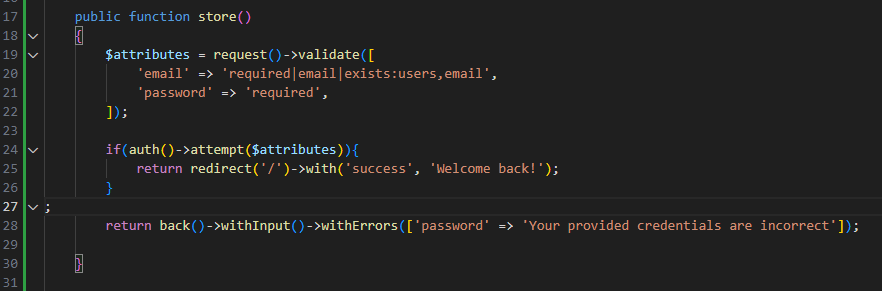 17 public function store()
18 {
19 $attributes = request()->validate([
20 'email' => 'required|email|exists:users,email',
21 'password' => 'required',
22 ]);
23
24 if(auth()->attempt($attributes)){
25 return redirect('/')->with('success', 'Welcome back!');
26 }
27 ;
28 return back()->withInput()->withErrors(['password' => 'Your provided credentials are incorrect']);
29
30 }
31